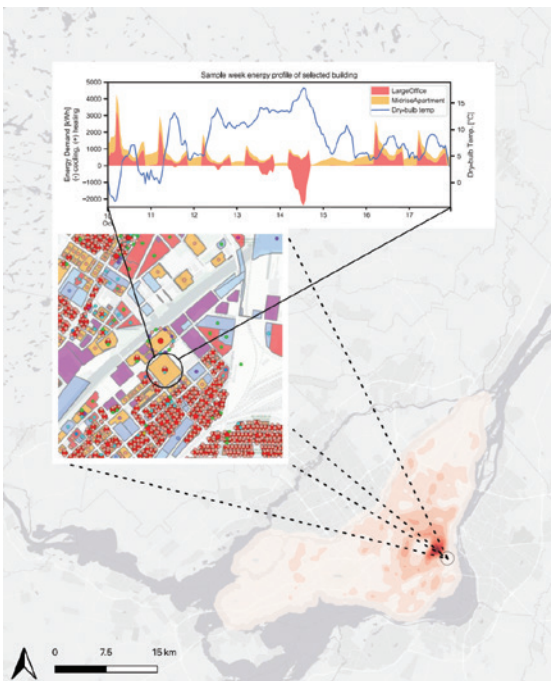 Sample week energy profile of selected building
Energy Demand [kWh]
(-) cooling, (+) heating
5000
4000
3000
2000
1000
0
−1000
−2000
LargeOffice
MidriseApartment
Dry-bulb temp
15
10
5
0
Dry-bulb Temp. [°C]
10
11
12
13
14
15
16
17
Oct
0 7.5 15 km